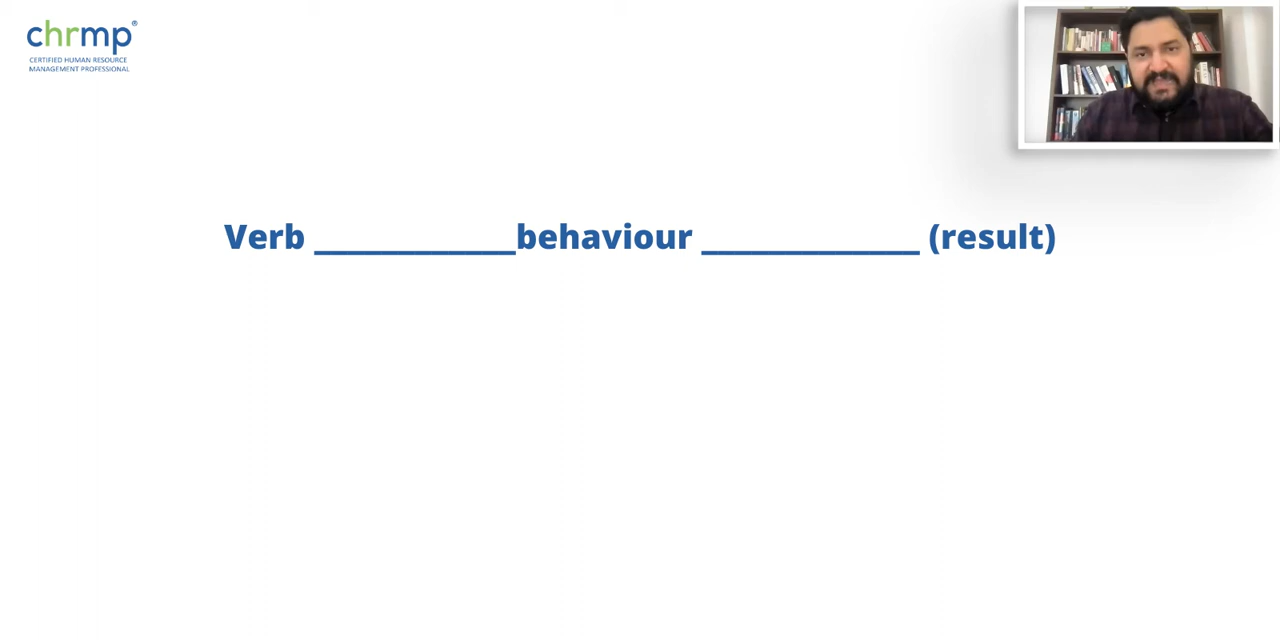 chrmp®
CERTIFIED HUMAN RESOURCE
MANAGEMENT PROFESSIONAL
Verb ____________behaviour _____________ (result)